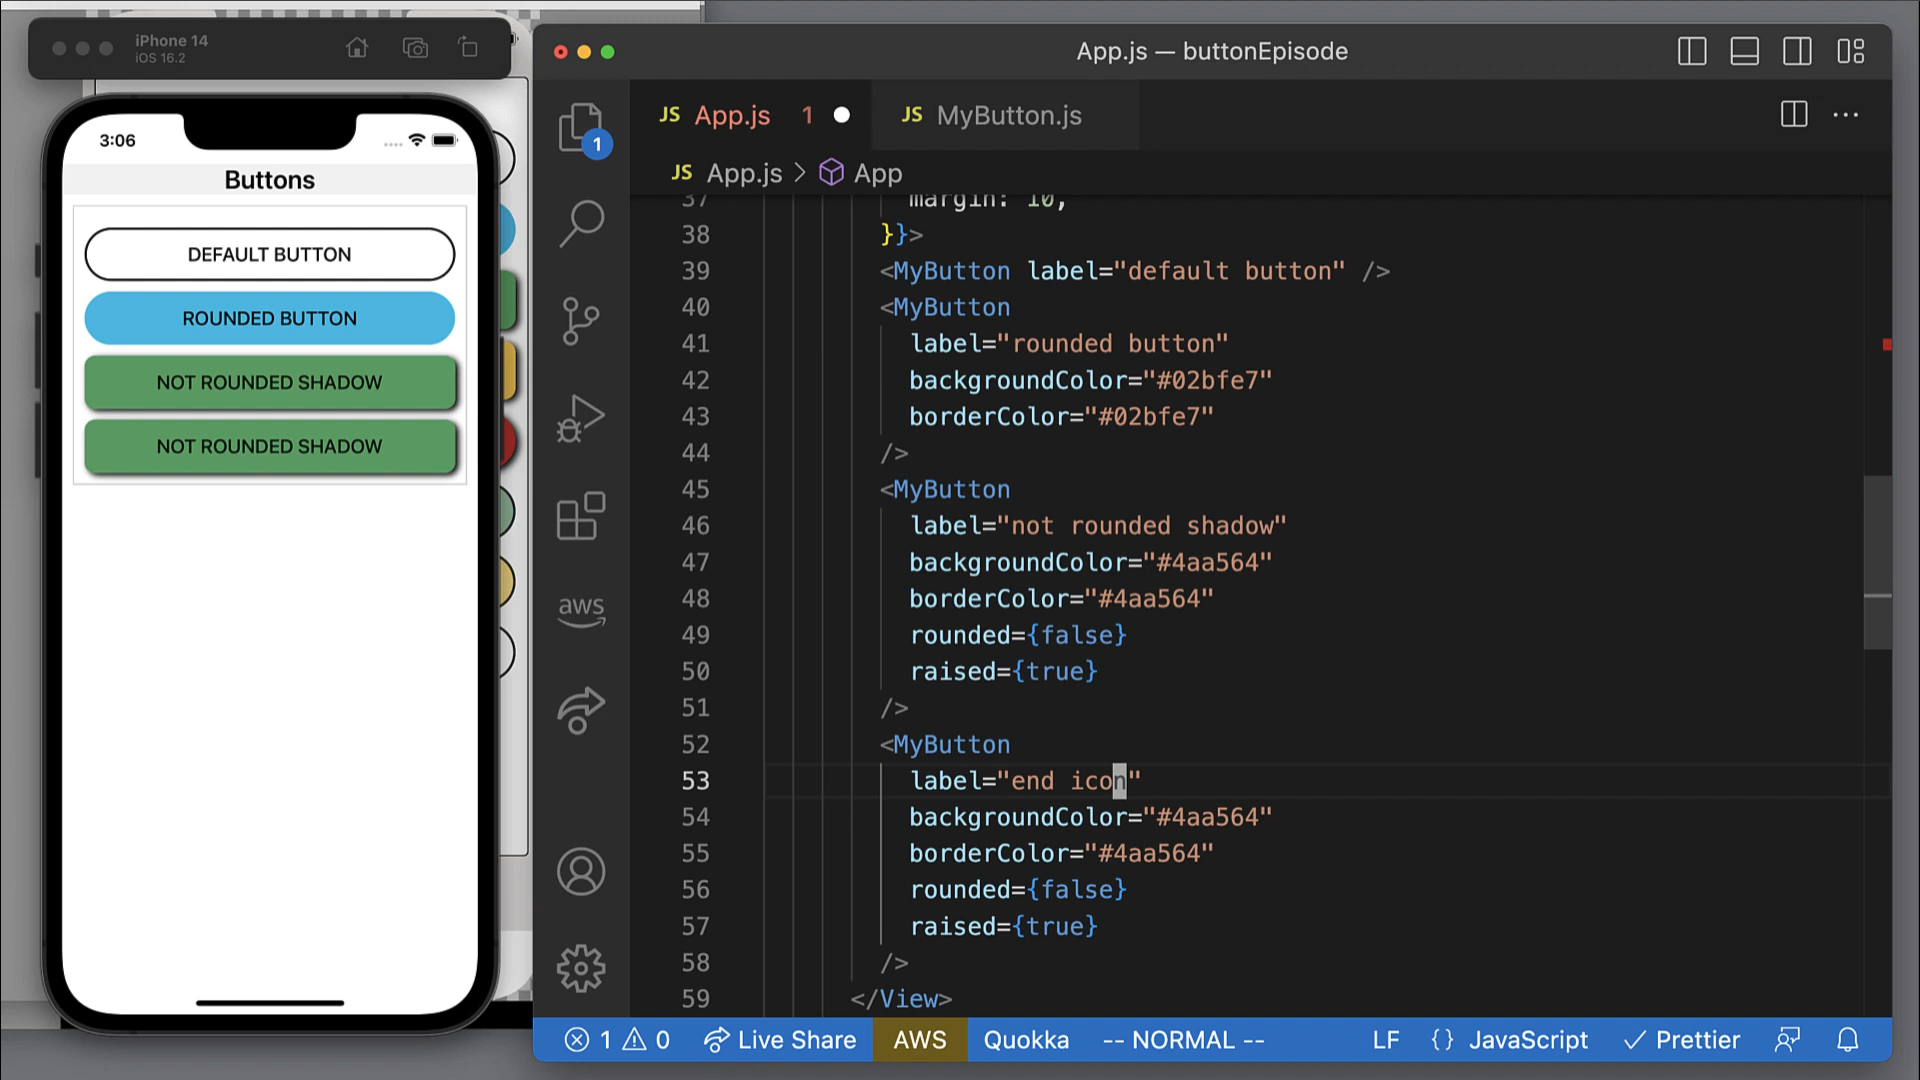 iPhone 14
iOS 16.2
3:06
Buttons
DEFAULT BUTTON
ROUNDED BUTTON
NOT ROUNDED SHADOW
NOT ROUNDED SHADOW
App.js — buttonEpisode
JS App.js 1
JS MyButton.js
1
JS App.js > App
aws
37 margin: 10,
38 }}>
39 <MyButton label="default button" />
40 <MyButton
41 label="rounded button"
42 backgroundColor="#02bfe7"
43 borderColor="#02bfe7"
44 />
45 <MyButton
46 label="not rounded shadow"
47 backgroundColor="#4aa564"
48 borderColor="#4aa564"
49 rounded={false}
50 raised={true}
51 />
52 <MyButton
53 label="end icon"
54 backgroundColor="#4aa564"
55 borderColor="#4aa564"
56 rounded={false}
57 raised={true}
58 />
59 </View>
1 0 Live Share AWS Quokka -- NORMAL -- LF {} JavaScript Prettier